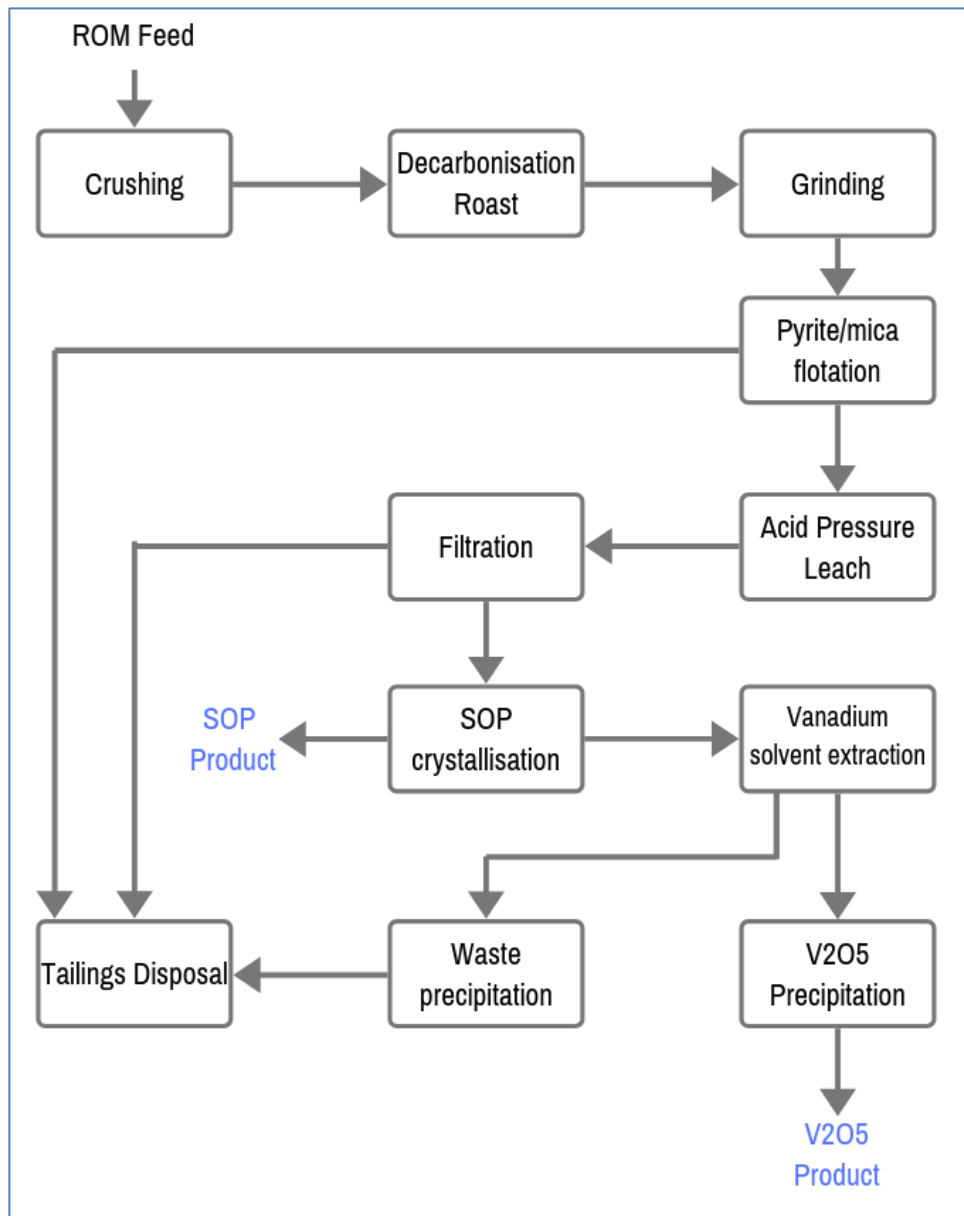 ROM Feed
Crushing
Decarbonisation
Roast
Grinding
Pyrite/mica
flotation
Filtration
Acid Pressure
Leach
SOP
Product
SOP
crystallisation
Vanadium
solvent extraction
Tailings Disposal
Waste
precipitation
V2O5
Precipitation
V2O5
Product